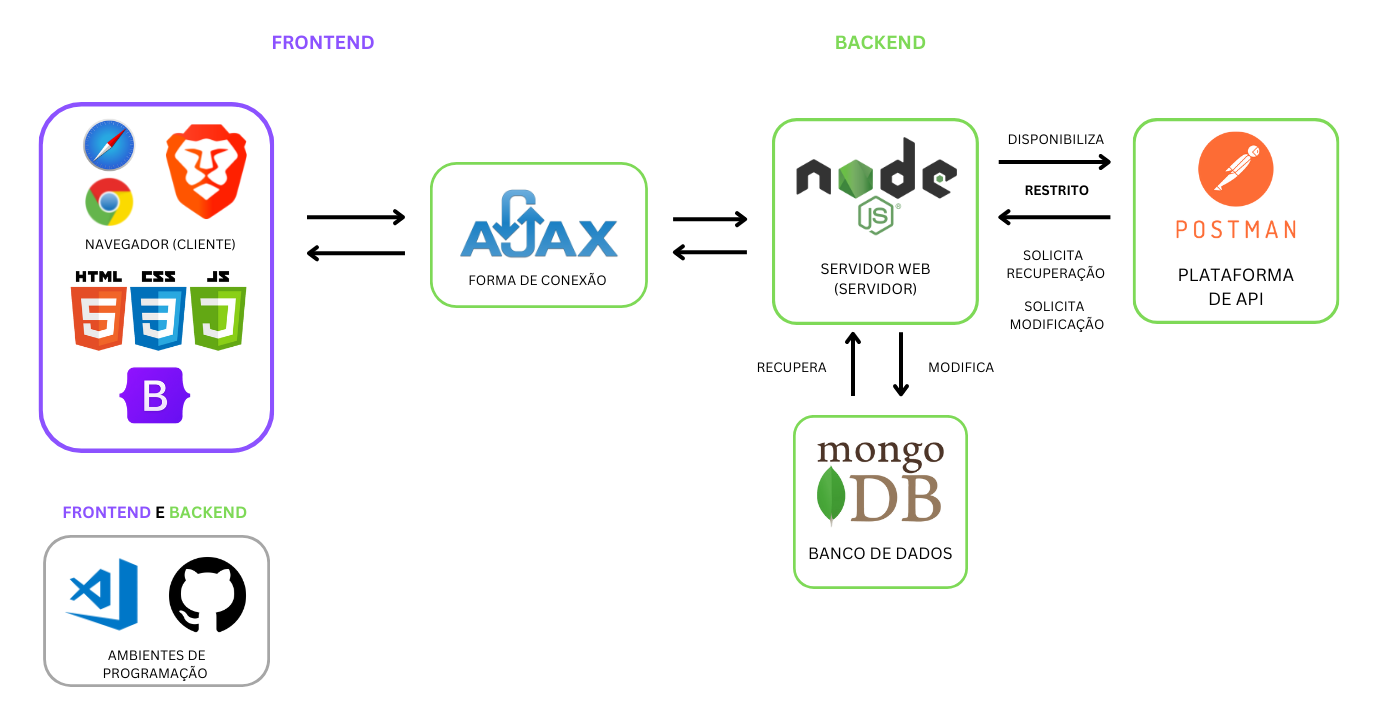 FRONTEND
BACKEND
NAVEGADOR (CLIENTE)
HTML CSS JS
5 3
B
AJAX
FORMA DE CONEXÃO
node
JS®
SERVIDOR WEB
(SERVIDOR)
DISPONIBILIZA
RESTRITO
SOLICITA
RECUPERAÇÃO
SOLICITA
MODIFICAÇÃO
POSTMAN
PLATAFORMA
DE API
RECUPERA
MODIFICA
mongo
DB
BANCO DE DADOS
FRONTEND E BACKEND
AMBIENTES DE
PROGRAMAÇÃO